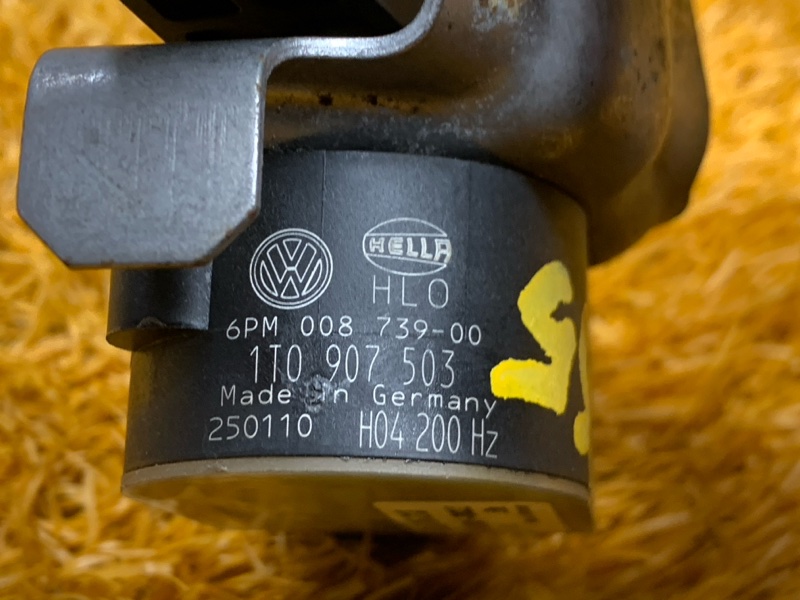 HELLA
HLO
6PM 008 739-00
1T0 907 503
Made in Germany
250110 H04 200 Hz